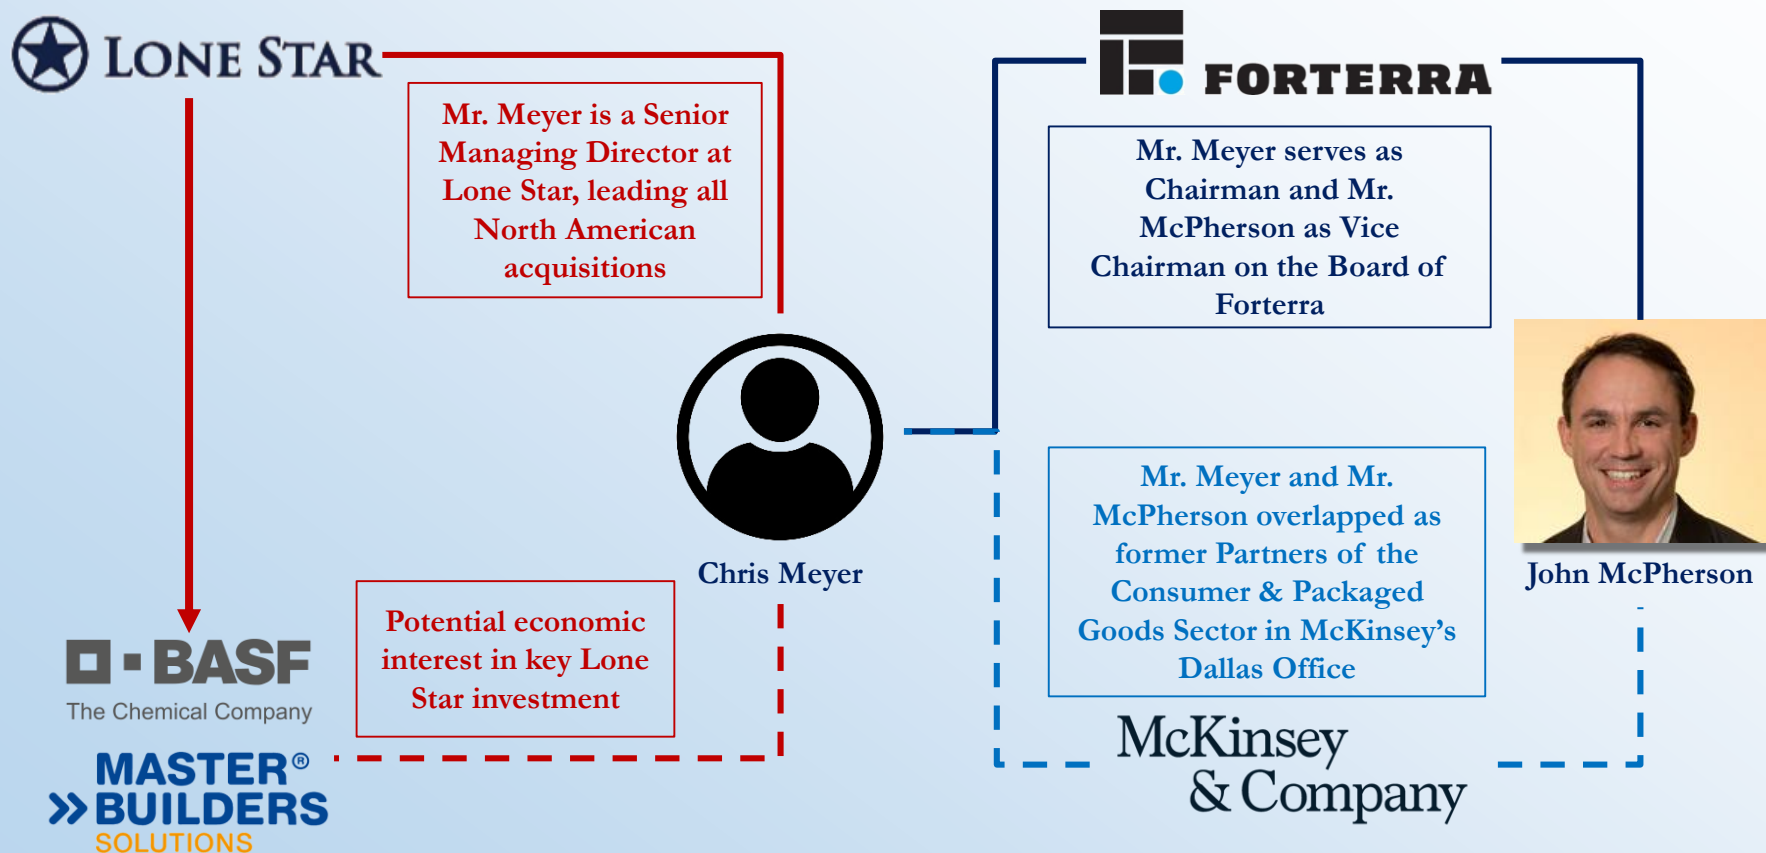 LONE STAR
Mr. Meyer is a Senior
Managing Director at
Lone Star, leading all
North American
acquisitions
FORTERRA
Mr. Meyer serves as
Chairman and Mr.
McPherson as Vice
Chairman on the Board of
Forterra
Chris Meyer
John McPherson
Mr. Meyer and Mr.
McPherson overlapped as
former Partners of the
Consumer & Packaged
Goods Sector in McKinsey's
Dallas Office
Potential economic
interest in key Lone
Star investment
BASF
The Chemical Company
MASTER®
BUILDERS
SOLUTIONS
McKinsey
& Company